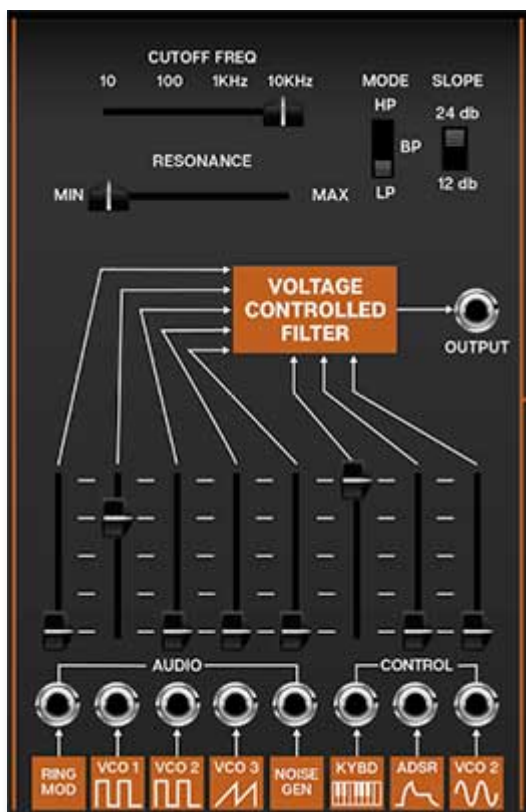 CUTOFF FREQ
10 100 1KHz 10KHz
MODE SLOPE
HP 24 db
BP
LP 12 db
RESONANCE
MIN MAX
VOLTAGE
CONTROLLED
FILTER
OUTPUT
AUDIO CONTROL
RING
MOD
VCO 1
VCO 2
VCO 3
NOISE
GEN
KYBD
ADSR
VCO 2